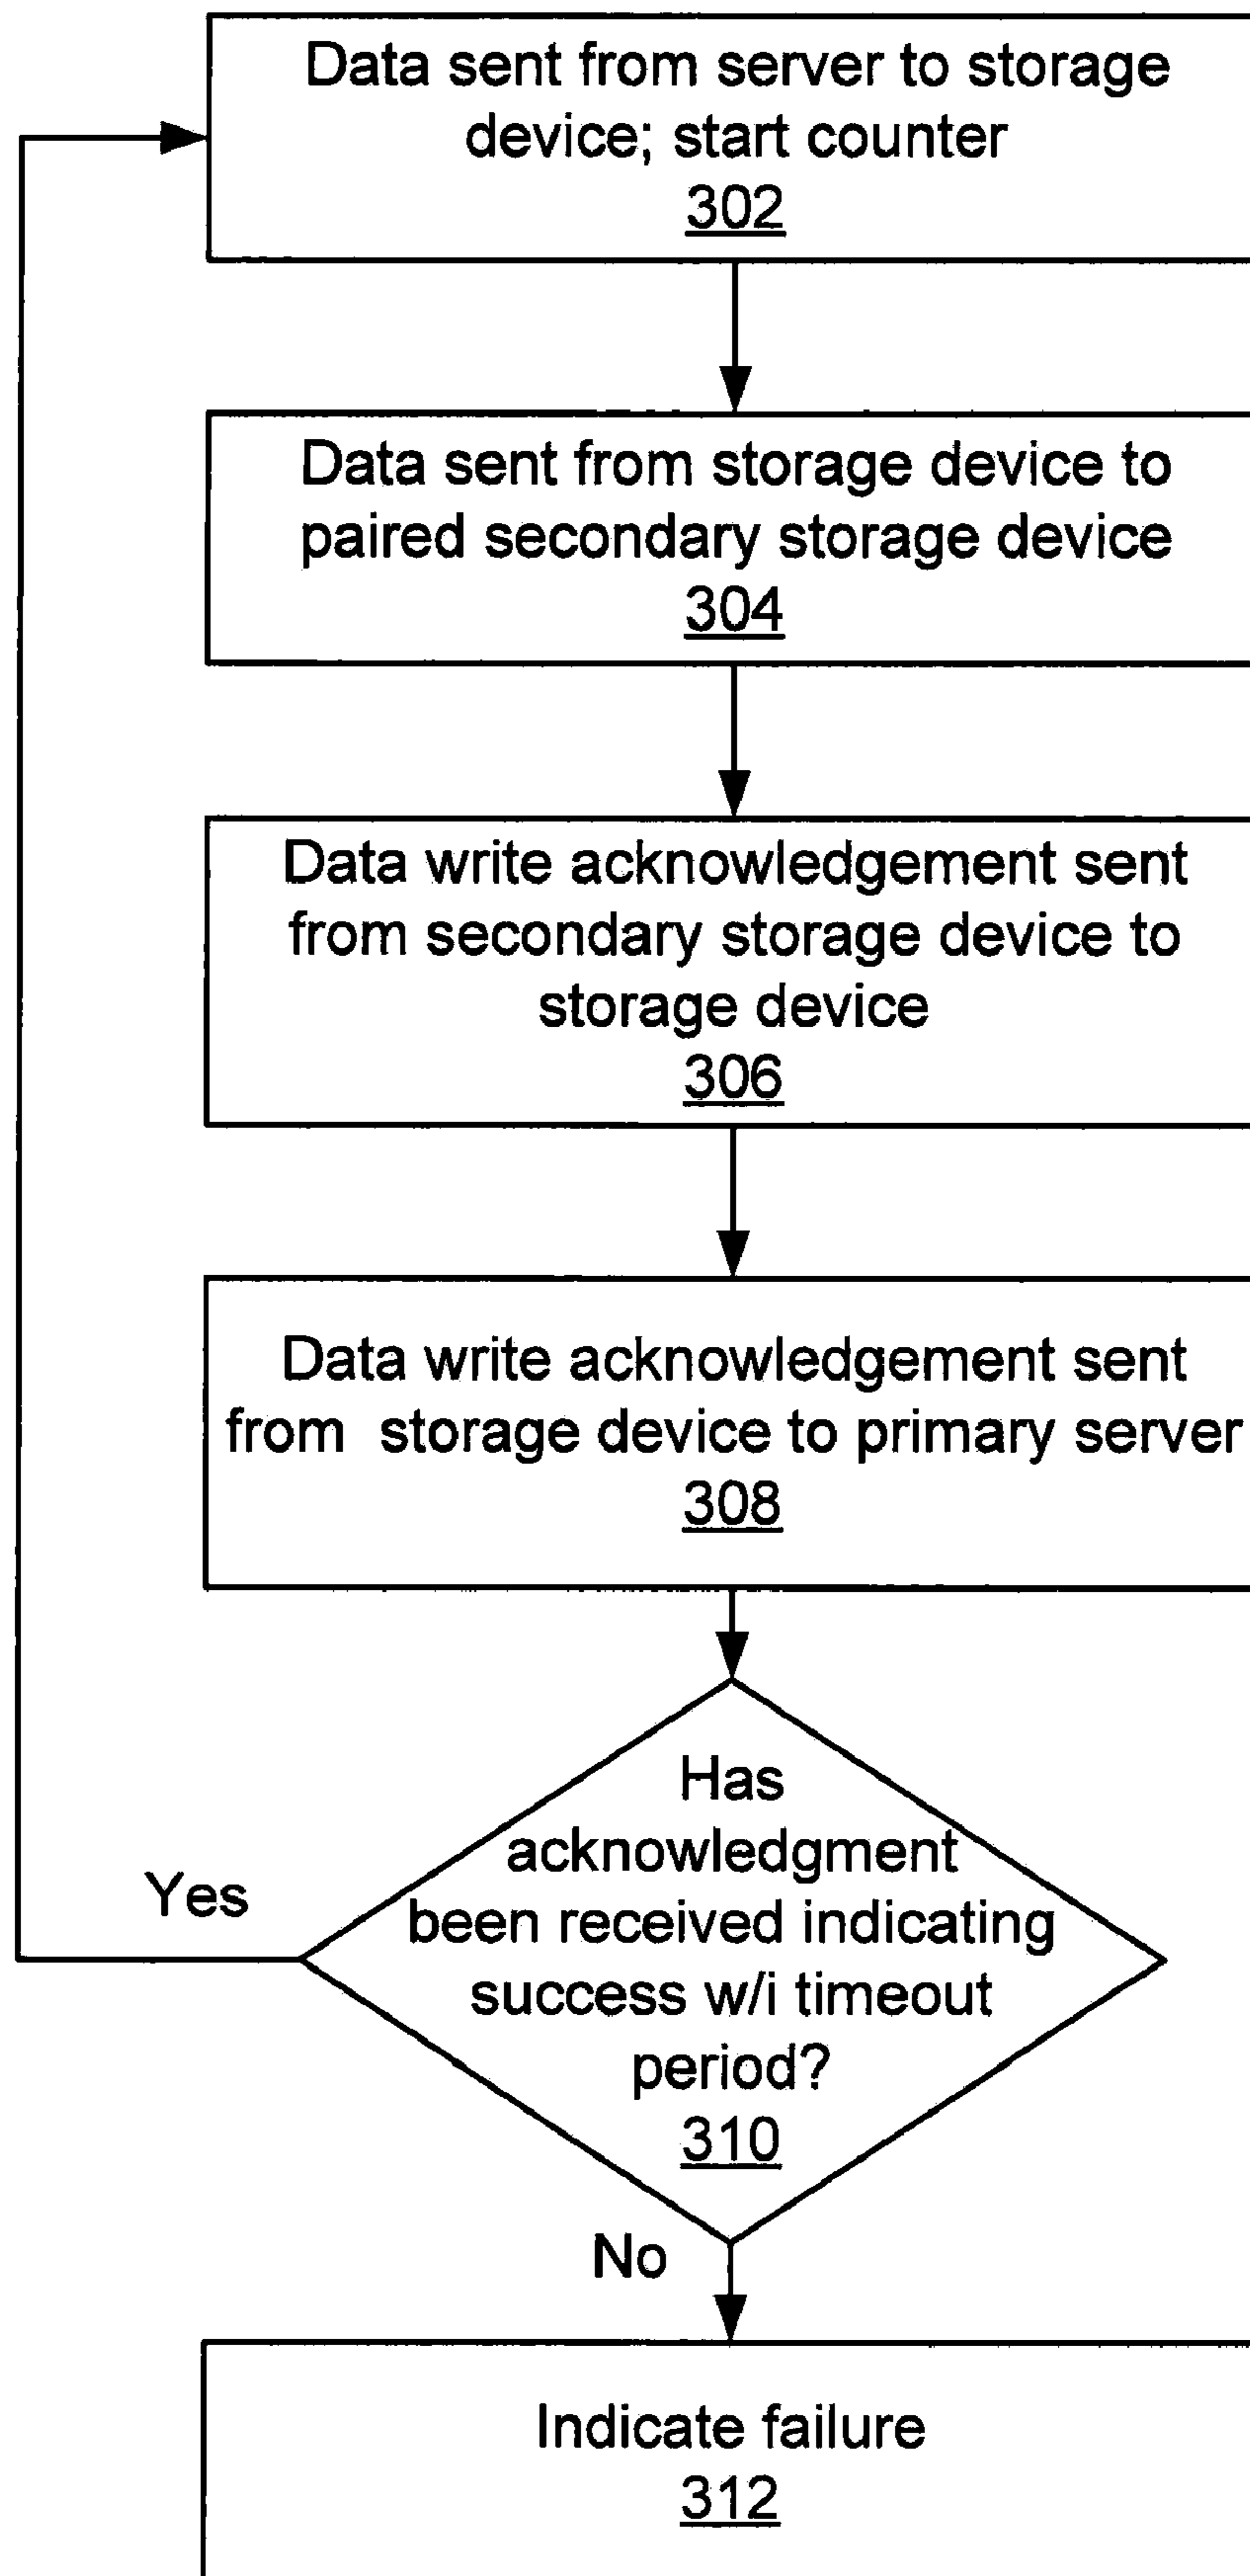 Data sent from server to storage
device; start counter
302
Data sent from storage device to
paired secondary storage device
304
Data write acknowledgement sent
from secondary storage device to
storage device
306
Data write acknowledgement sent
from storage device to primary server
308
Has
acknowledgment
been received indicating
success w/i timeout
period?
310
Yes
No
Indicate failure
312